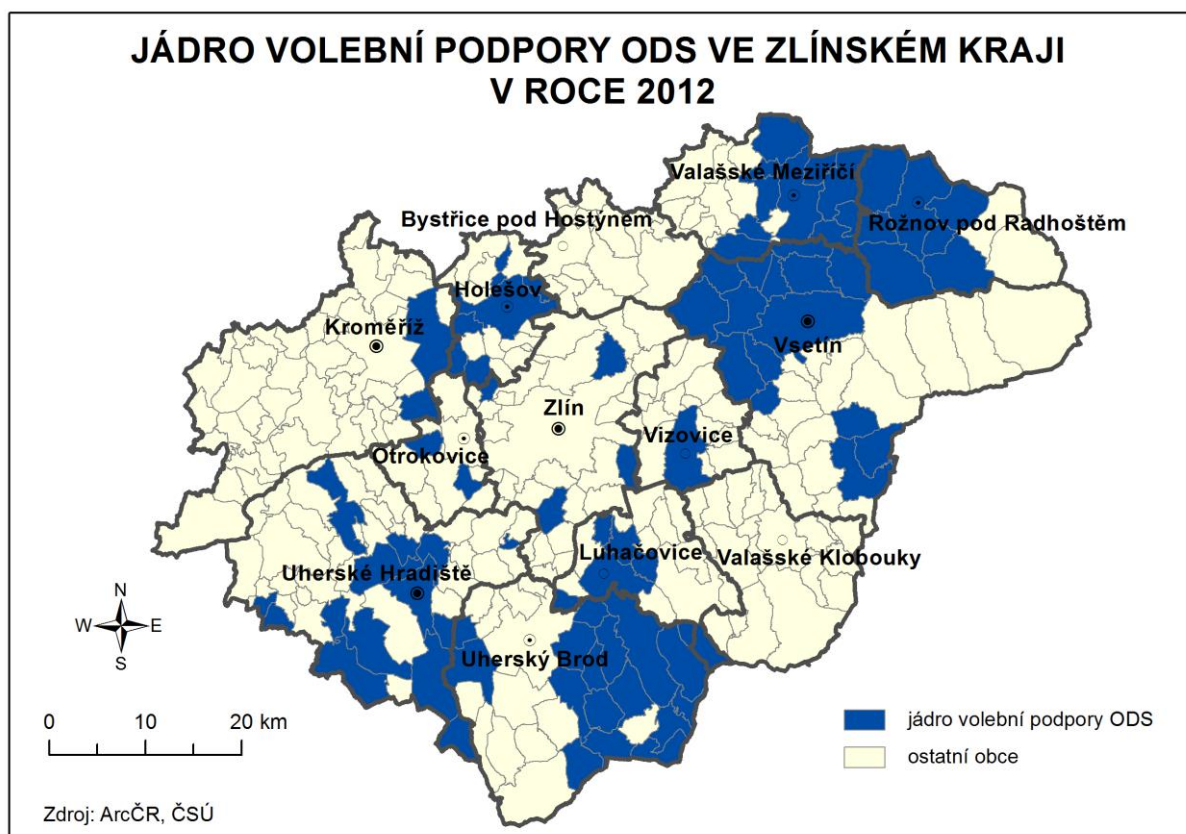 JÁDRO VOLEBNÍ PODPORY ODS VE ZLÍNSKÉM KRAJI
V ROCE 2012
Valašské Meziříčí
Bystřice pod Hostýnem
Rožnov pod Radhoštěm
Holešov
Kroměříž
Vsetín
Zlín
Vizovice
Otrokovice
Luhačovice
Valašské Klobouky
Uherské Hradiště
N
W E
S
Uherský Brod
0 10 20 km
jádro volební podpory ODS
ostatní obce
Zdroj: ArcČR, ČSÚ